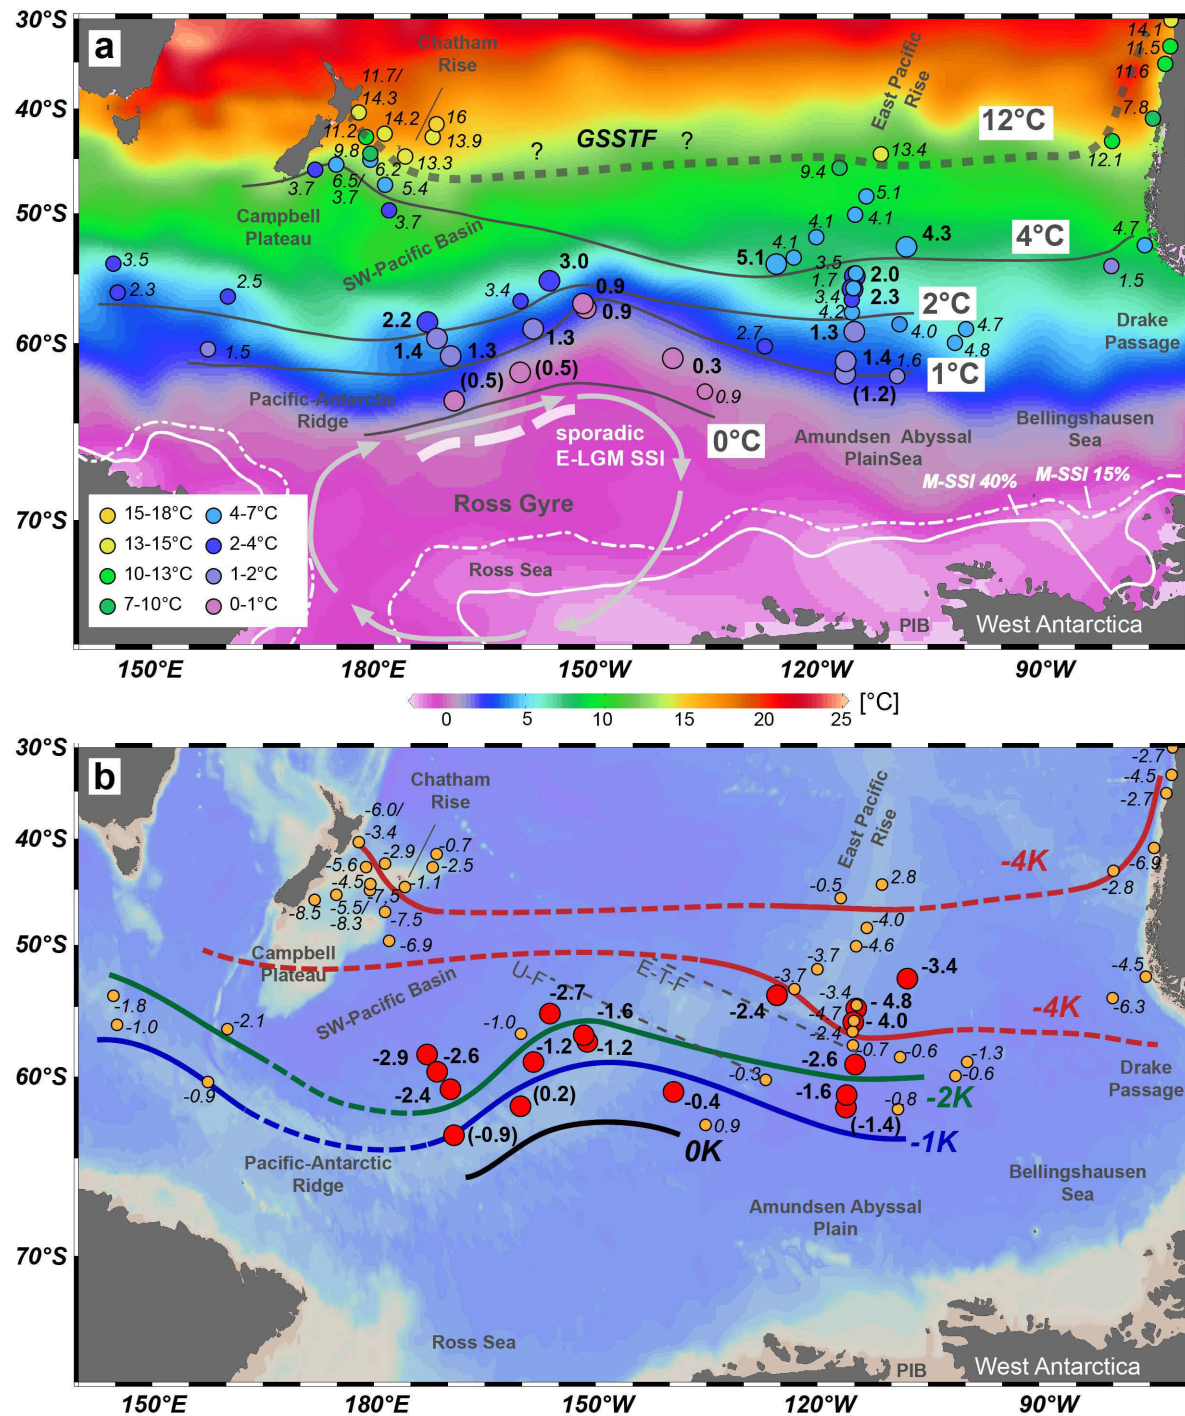 30°S
a
Chatham
Rise
14.1
11.5
11.7/
14.3
11.6
East Pacific
Rise
40°S
7.8
14.2
16
12°C
11.2
13.9
?
GSSTF
?
9.8
13.3
13.4
12.1
6.2
9.4
6.5/
3.7
3.7
5.4
5.1
50°S
3.7
4.1
Campbell
Plateau
4.1
4.3
4°C
4.7
SW-Pacific Basin
4.1
3.5
3.0
5.1
3.5
2.0
1.5
2.5
1.7
2.3
0.9
3.4
3.4
2.3
2°C
0.9
4.2
2.2
4.0
4.7
Drake
Passage
60°S
1.3
1.3
2.7
1.5
1.4
1.3
4.8
1.4
1.6
(0.5)
0.3
1°C
(0.5)
(1.2)
0.9
Pacific-Antarctic
Ridge
0°C
Bellingshausen
Sea
sporadic
E-LGM SSI
Amundsen Abyssal
PlainSea
M-SSI 40%
M-SSI 15%
Ross Gyre
70°S
15-18°C
4-7°C
13-15°C
2-4°C
10-13°C
1-2°C
7-10°C
0-1°C
Ross Sea
PIB
West Antarctica
150°E
180°E
150°W
120°W
90°W
0
5
10
15
20
25
[°C]
30°S
b
-2.7
Chatham
Rise
-4.5
-6.0/
-3.4
-2.7
East Pacific
Rise
40°S
-0.7
-2.9
-4K
-6.9
-5.6
-2.5
-4.5
-1.1
2.8
-2.8
-7.5
-0.5
-5.5/
-8.3
-8.5
-7.5
-4.0
50°S
-6.9
-4.6
Campbell
Plateau
-3.7
-3.4
SW-Pacific Basin
U-F
E-T-F
-3.7
-4.5
-1.8
-2.7
-2.4
-3.4
-4.8
-6.3
-1.0
-2.1
-1.6
-4.7
-4.0
-4K
-1.0
-2.4
-1.2
-1.2
-0.7
-0.6
-1.3
Drake
Passage
60°S
-2.9
-2.6
-2.6
-0.3
-0.6
-0.9
-2.4
(0.2)
-0.4
-1.6
-0.8
-2K
(-0.9)
0.9
(-1.4)
0K
-1K
Pacific-Antarctic
Ridge
Bellingshausen
Sea
Amundsen Abyssal
Plain
70°S
Ross Sea
PIB
West Antarctica
150°E
180°E
150°W
120°W
90°W